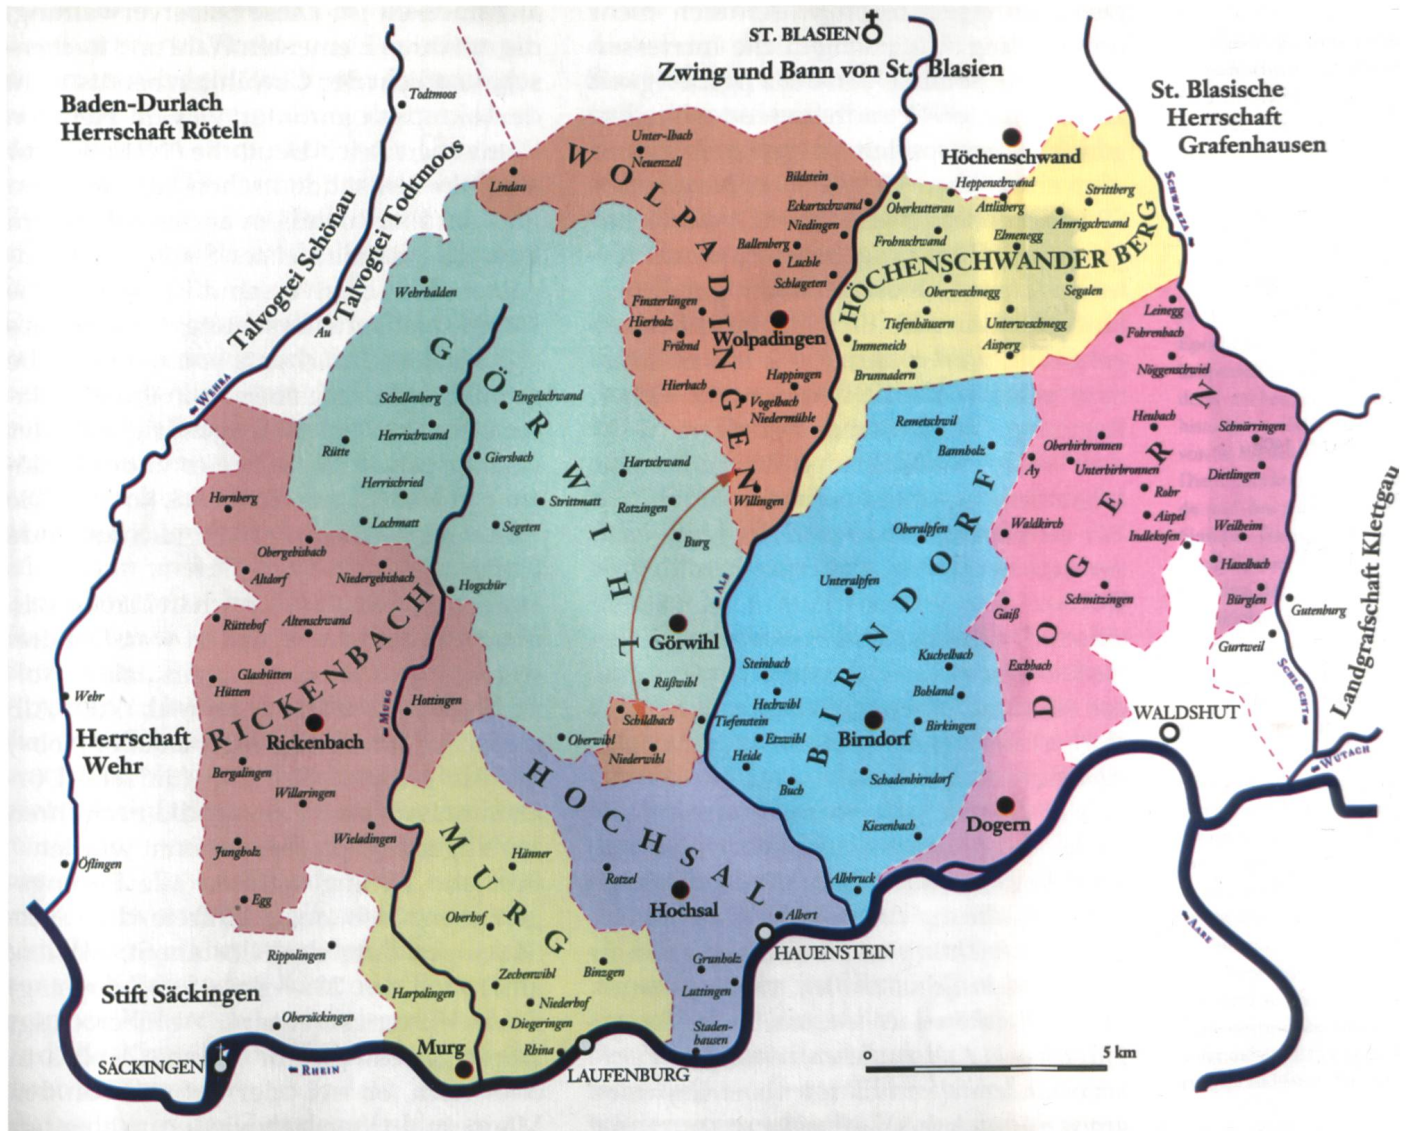 ST. BLASIEN
Zwing und Bann von St. Blasien
Baden-Durlach
Herrschaft Röteln
Todtmoos
St. Blasische
Herrschaft
Grafenhausen
Höchenschwand
Talvogtei Schönau
Talvogtei Todtmoos
Au
WEHRA
SCHWARZA
WOLPADINGEN
Unter-Ibach
Neuenzell
Lindau
Bildstein
Eckartschwand
Niedingen
Ballenberg
Luchle
Schlageten
Finsterlingen
Hierholz
Fröhnd
Wolpadingen
Hierbach
Happingen
Vogelbach
Niedermühle
Willingen
HÖCHENSCHWANDER BERG
Heppenschwand
Oberkutterau
Attlisberg
Strittberg
Amrigschwand
Frohnschwand
Elmenegg
Oberweschnegg
Segalen
Tiefenhäusern
Unterweschnegg
Immeneich
Aisperg
Brunnadern
GÖRWIHL
Wehrhalden
Schellenberg
Engelschwand
Herrischwand
Rütte
Giersbach
Herrischried
Lochmatt
Strittmatt
Segeten
Hartschwand
Rotzingen
Burg
Hogschür
Görwihl
Rüßwihl
Schildbach
Oberwihl
Niederwihl
Tiefenstein
ALB
DOGERN
Leinegg
Fohrenbach
Nöggenschwiel
Heubach
Schnörringen
Oberbirbronnen
Ay
Unterbirbronnen
Dietlingen
Rohr
Aispel
Indlekofen
Waldkirch
Weilheim
Haselbach
Bürglen
Schmitzingen
Gaiß
Eschbach
Dogern
Gutenburg
Gurtweil
SCHLÜCHT
Landgrafschaft Klettgau
WUTACH
WALDSHUT
AARE
BIRNDORF
Remetschwil
Bannholz
Oberalpfen
Unteralpfen
Kuchelbach
Steinbach
Hechwihl
Bohland
Etzwihl
Birndorf
Birkingen
Heide
Buch
Schadenbirndorf
Kiesenbach
Albbruck
RICKENBACH
Hornberg
Obergebisbach
Altdorf
Niedergebisbach
Rüttehof
Altenschwand
Glashütten
Hütten
Hottingen
MURG
Rickenbach
Bergalingen
Willaringen
Wieladingen
Jungholz
Egg
Wehr
Herrschaft
Wehr
Öflingen
HOCHSAL
Rotzel
Hochsal
Albert
HAUENSTEIN
Grunholz
Luttingen
Staden-
hausen
MURG
Hänner
Oberhof
Zechenwihl
Binzgen
Niederhof
Harpolingen
Diegeringen
Rhina
Murg
LAUFENBURG
Rippolingen
Stift Säckingen
Obersäckingen
SÄCKINGEN
RHEIN
5 km